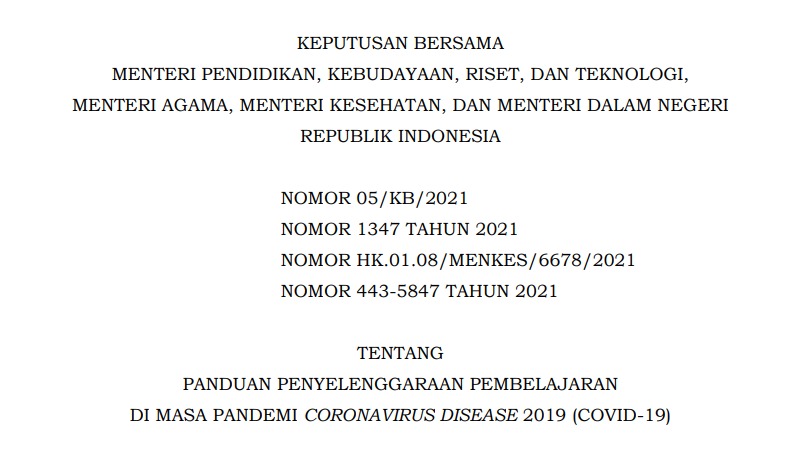 KEPUTUSAN BERSAMA
MENTERI PENDIDIKAN, KEBUDAYAAN, RISET, DAN TEKNOLOGI,
MENTERI AGAMA, MENTERI KESEHATAN, DAN MENTERI DALAM NEGERI
REPUBLIK INDONESIA
NOMOR 05/KB/2021
NOMOR 1347 TAHUN 2021
NOMOR HK.01.08/MENKES/6678/2021
NOMOR 443-5847 TAHUN 2021
TENTANG
PANDUAN PENYELENGGARAAN PEMBELAJARAN
DI MASA PANDEMI CORONAVIRUS DISEASE 2019 (COVID-19)